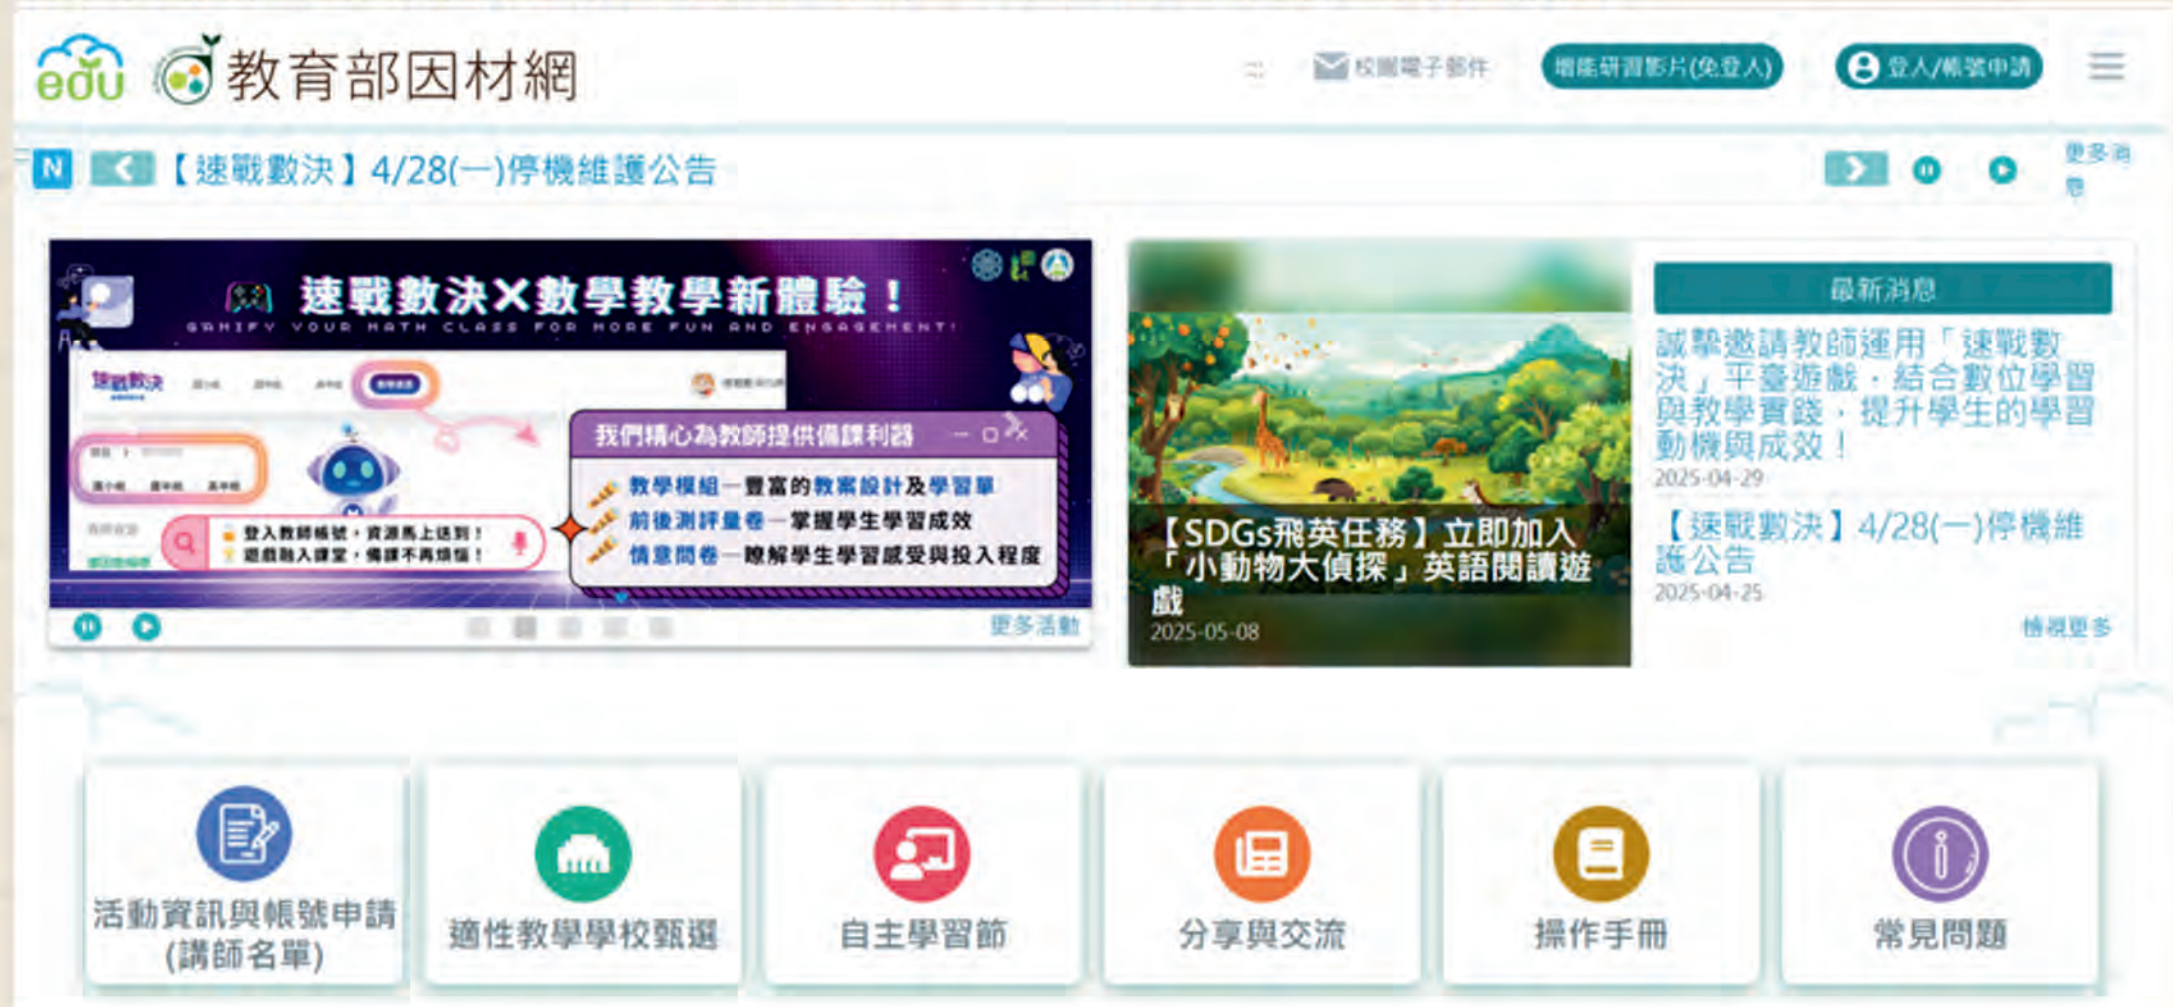 edu 教育部因材網
校園電子郵件
增能研習影片(免登入)
登入/帳號申請
N 【速戰數決】4/28(一)停機維護公告
更多消
息
速戰數決X數學教學新體驗！
GAMIFY YOUR MATH CLASS FOR MORE FUN AND ENGAGEMENT!
速戰數決
我們精心為教師提供備課利器
教學模組—豐富的教案設計及學習單
前後測評量卷—掌握學生學習成效
情意問卷—瞭解學生學習感受與投入程度
登入教師帳號，資源馬上送到！
遊戲融入課堂，備課不再煩惱！
更多活動
【SDGs飛英任務】立即加入
「小動物大偵探」英語閱讀遊
戲
2025-05-08
最新消息
誠摯邀請教師運用「速戰數
決」平臺遊戲，結合數位學習
與教學實踐，提升學生的學習
動機與成效！
2025-04-29
【速戰數決】4/28(一)停機維
護公告
2025-04-25
檢視更多
活動資訊與帳號申請
(講師名單)
適性教學學校甄選
自主學習節
分享與交流
操作手冊
常見問題